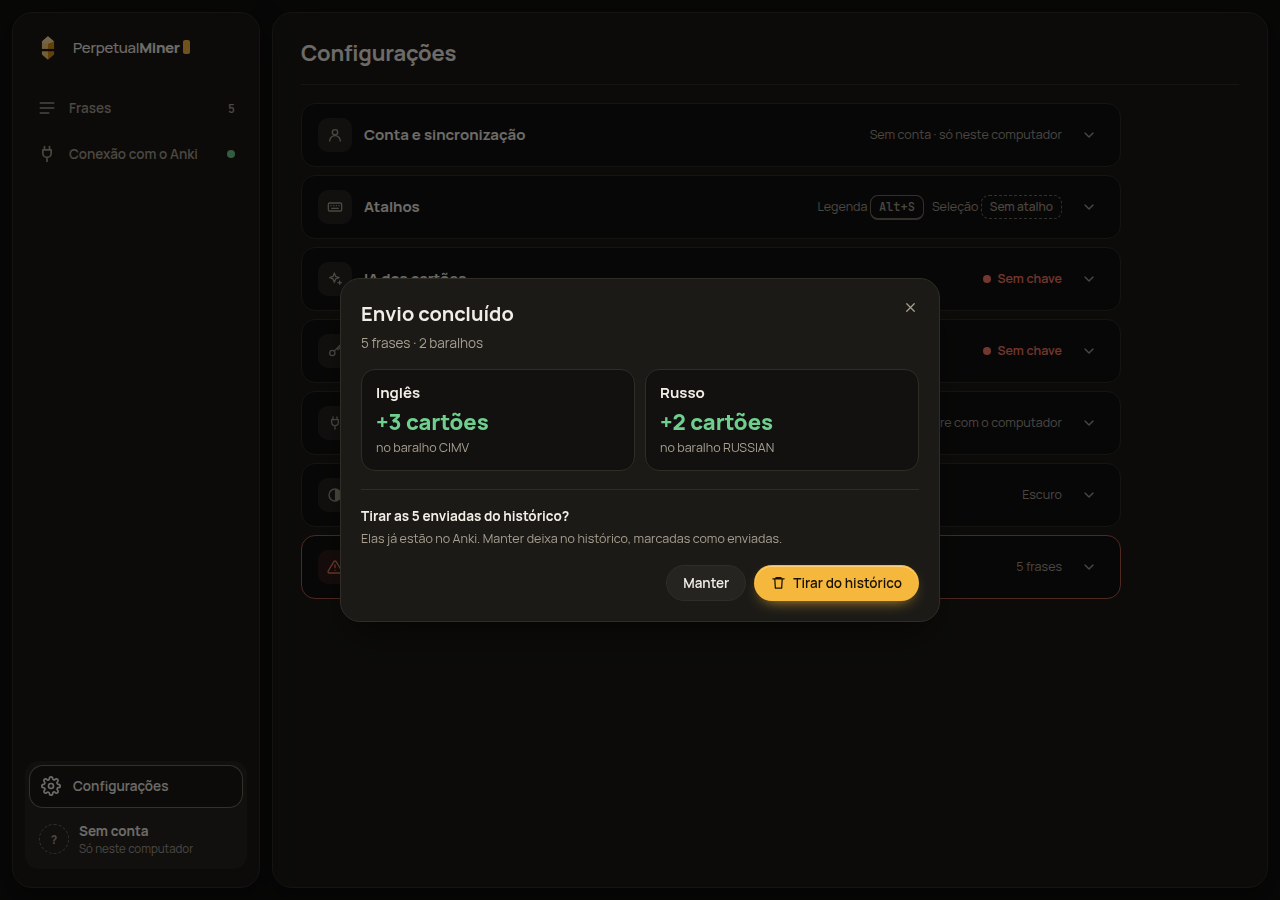 PerpetualMiner
Frases 5
Conexão com o Anki
Configurações
Sem conta
?
Só neste computador
Configurações
Conta e sincronização
Sem conta · só neste computador
Atalhos
Legenda Alt+S Seleção Sem atalho
IA dos cartões
Sem chave
Sem chave
re com o computador
Escuro
5 frases
Envio concluído
5 frases · 2 baralhos
Inglês
+3 cartões
no baralho CIMV
Russo
+2 cartões
no baralho RUSSIAN
Tirar as 5 enviadas do histórico?
Elas já estão no Anki. Manter deixa no histórico, marcadas como enviadas.
Manter
Tirar do histórico